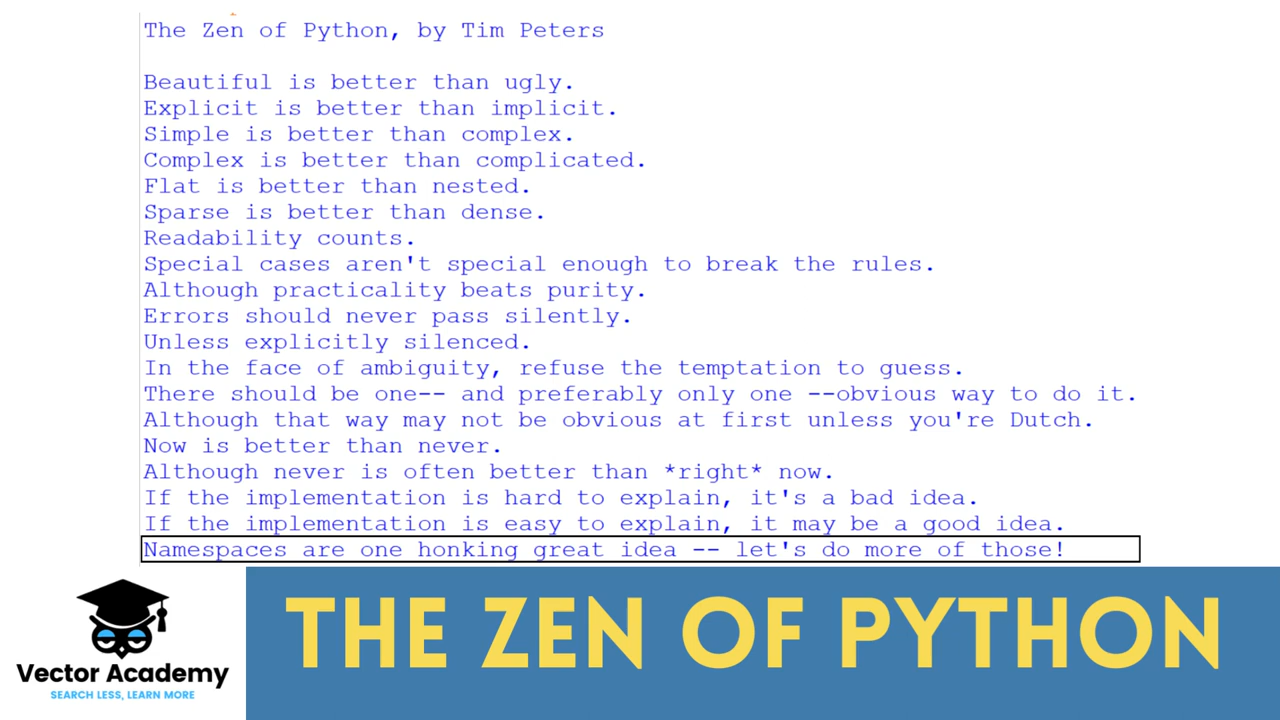 The Zen of Python, by Tim Peters
Beautiful is better than ugly.
Explicit is better than implicit.
Simple is better than complex.
Complex is better than complicated.
Flat is better than nested.
Sparse is better than dense.
Readability counts.
Special cases aren't special enough to break the rules.
Although practicality beats purity.
Errors should never pass silently.
Unless explicitly silenced.
In the face of ambiguity, refuse the temptation to guess.
There should be one-- and preferably only one --obvious way to do it.
Although that way may not be obvious at first unless you're Dutch.
Now is better than never.
Although never is often better than *right* now.
If the implementation is hard to explain, it's a bad idea.
If the implementation is easy to explain, it may be a good idea.
Namespaces are one honking great idea -- let's do more of those!
THE ZEN OF PYTHON
Vector Academy
SEARCH LESS, LEARN MORE